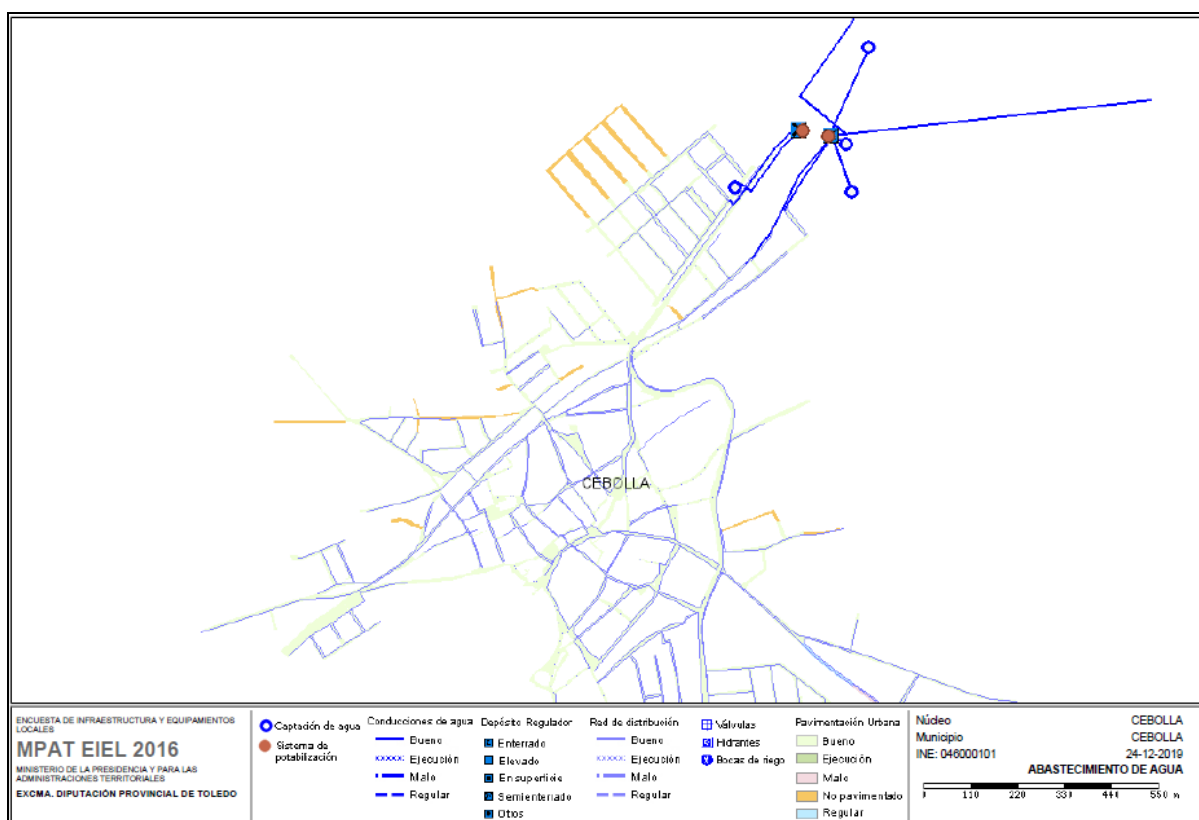 CEBOLLA
ENCUESTA DE INFRAESTRUCTURA Y EQUIPAMIENTOS
LOCALES
MPAT EIEL 2016
MINISTERIO DE LA PRESIDENCIA Y PARA LAS
ADMINISTRACIONES TERRITORIALES
EXCMA. DIPUTACIÓN PROVINCIAL DE TOLEDO
Captación de agua
Sistema de
potabilización
Conducciones de agua
Bueno
Ejecución
Malo
Regular
Depósito Regulador
Enterrado
Elevado
En superficie
Semienterrado
Otros
Red de distribución
Bueno
Ejecución
Malo
Regular
Válvulas
Hidrantes
Bocas de riego
Pavimentación Urbana
Bueno
Ejecución
Malo
No pavimentado
Regular
Núcleo CEBOLLA
Municipio CEBOLLA
INE: 046000101 24-12-2019
ABASTECIMIENTO DE AGUA
0 110 220 330 440 550 m